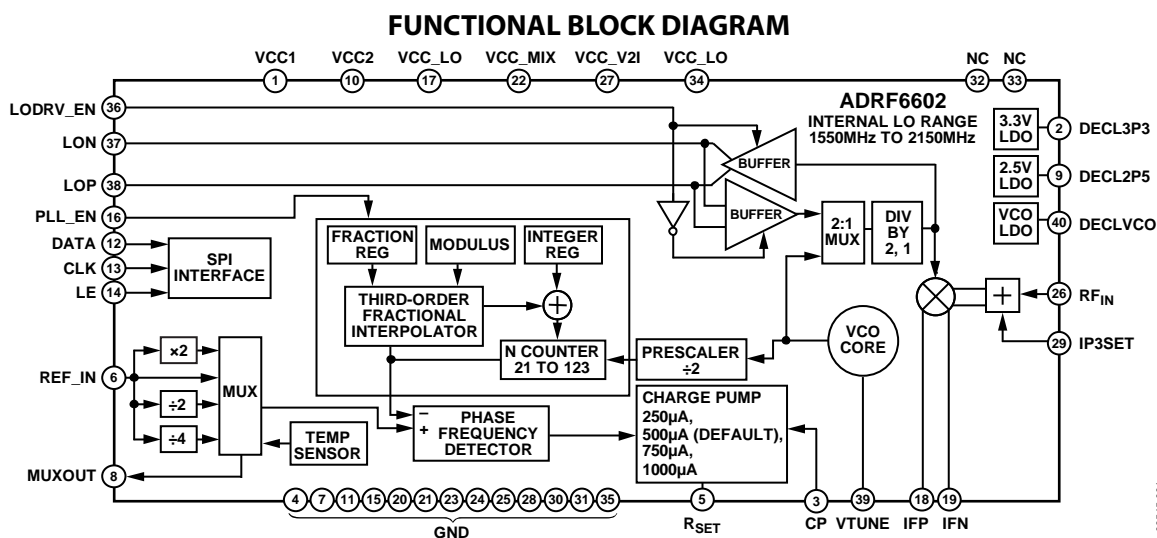 FUNCTIONAL BLOCK DIAGRAM
VCC1 VCC2 VCC_LO VCC_MIX VCC_V2I VCC_LO NC NC
1 10 17 22 27 34 32 33
LODRV_EN 36
LON 37
LOP 38
PLL_EN 16
DATA 12
CLK 13
LE 14
SPI
INTERFACE
ADRF6602
INTERNAL LO RANGE
1550MHz TO 2150MHz
3.3V
LDO
2 DECL3P3
2.5V
LDO
9 DECL2P5
VCO
LDO
40 DECLVCO
BUFFER
BUFFER
2:1
MUX
DIV
BY
2, 1
FRACTION
REG
MODULUS
INTEGER
REG
THIRD-ORDER
FRACTIONAL
INTERPOLATOR
+
N COUNTER
21 TO 123
PRESCALER
÷2
VCO
CORE
+
26 RFIN
29 IP3SET
REF_IN 6
×2
÷2
÷4
MUX
TEMP
SENSOR
MUXOUT 8
−
+
PHASE
FREQUENCY
DETECTOR
CHARGE PUMP
250µA,
500µA (DEFAULT),
750µA,
1000µA
4 7 11 15 20 21 23 24 25 28 30 31 35
GND
5 3 39 18 19
RSET CP VTUNE IFP IFN